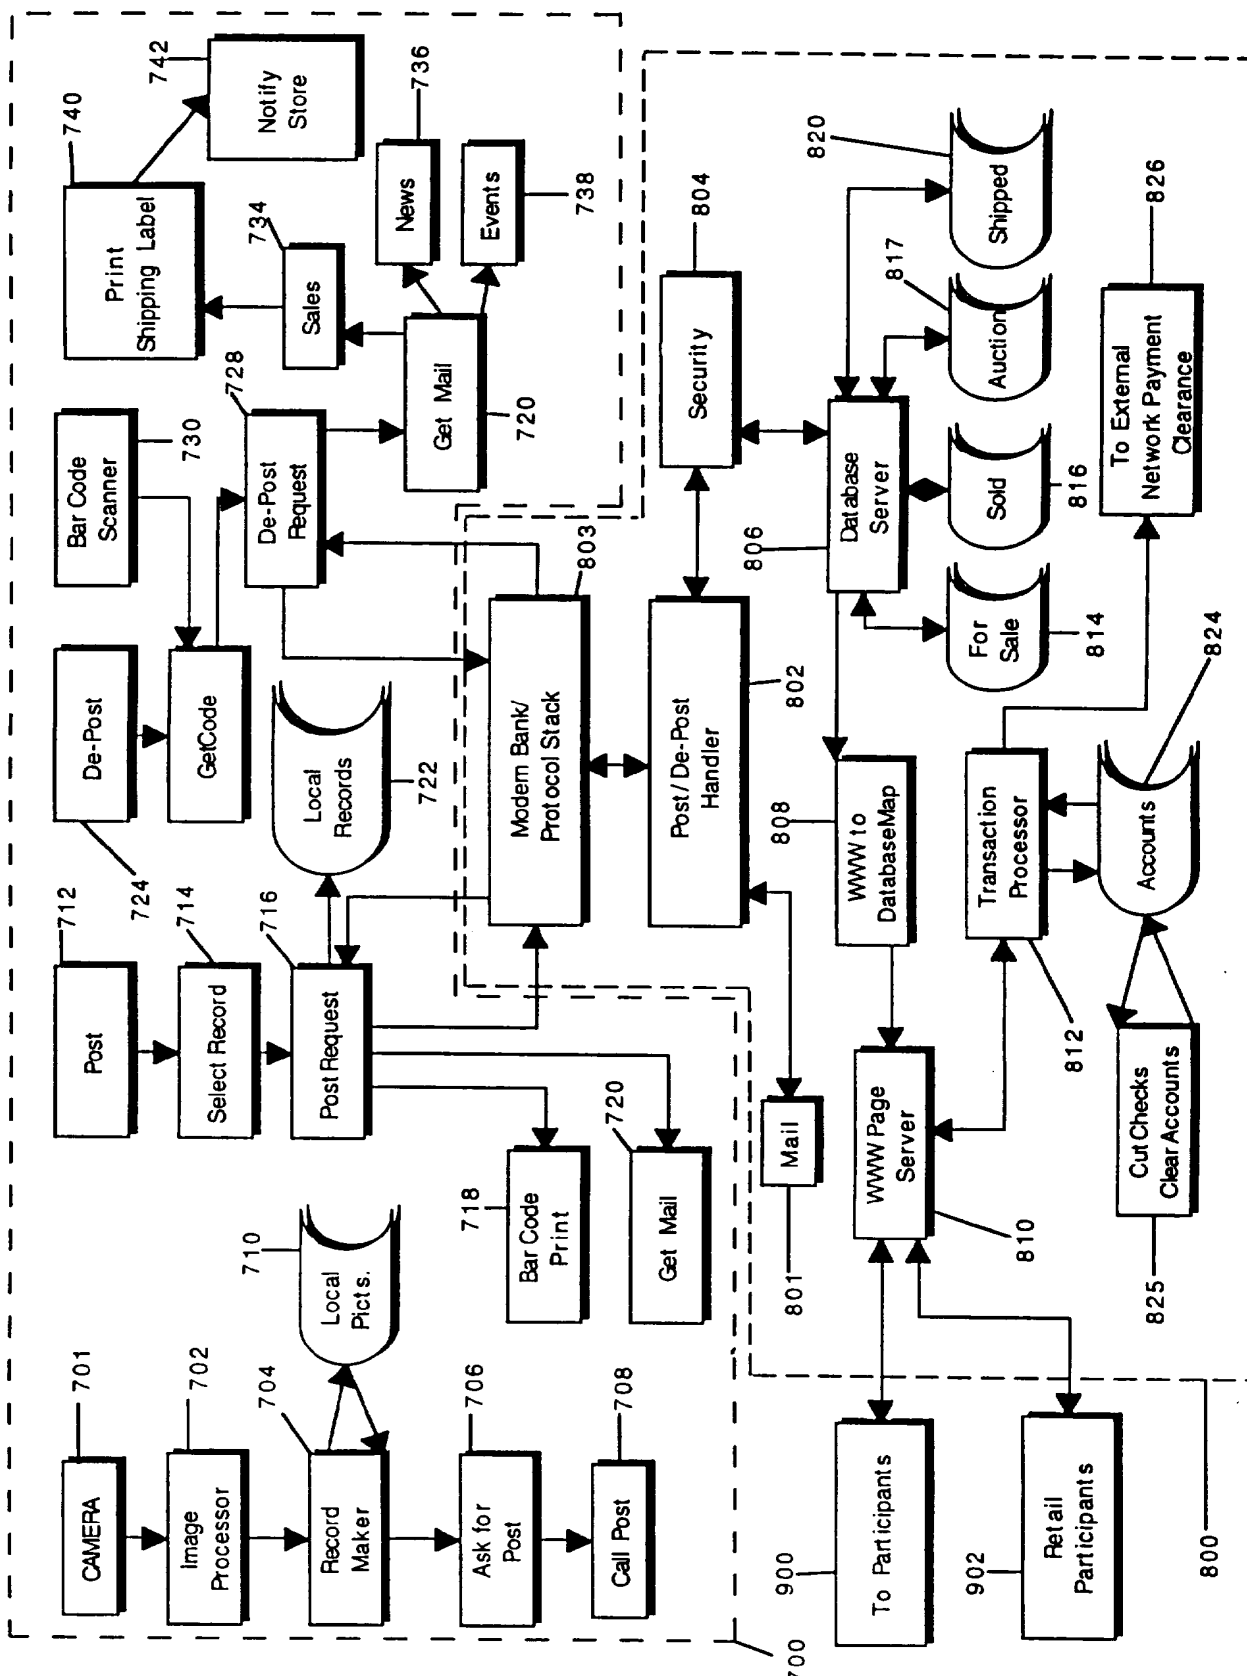 CAMERA
701
Image
Processor
702
Record
Maker
704
Local
Picts.
710
Ask for
Post
706
Call Post
708
Post
712
Select Record
714
Post Request
716
Local
Records
722
Bar Code
Print
718
Get Mail
720
De-Post
724
GetCode
Bar Code
Scanner
730
De-Post
Request
728
Get Mail
720
Sales
734
News
736
Events
738
Print
Shipping Label
740
Notify
Store
742
700
Modem Bank/
Protocol Stack
803
Post/ De-Post
Handler
802
Security
804
Mail
801
Database
Server
806
WWW to
DatabaseMap
808
WWW Page
Server
810
For
Sale
814
Sold
816
Auction
817
Shipped
820
Transaction
Processor
812
Accounts
824
Cut Checks
Clear Accounts
825
To External
Network Payment
Clearance
826
To Participants
900
Retail
Participants
902
800